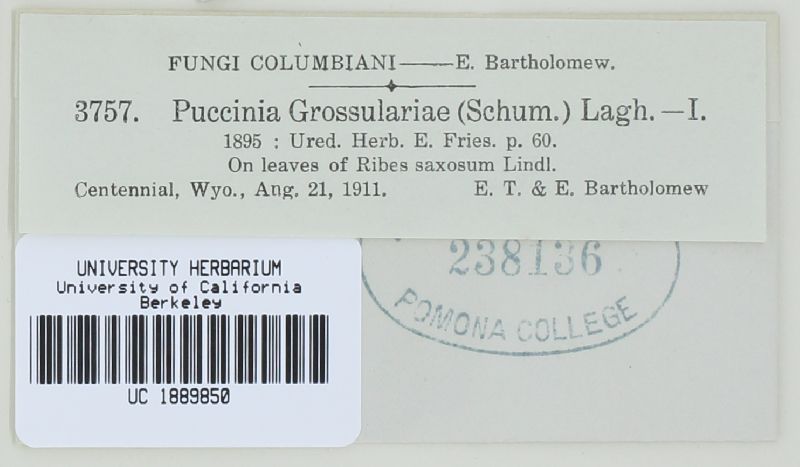 FUNGI COLUMBIANI——E. Bartholomew.
3757. Puccinia Grossulariae (Schum.) Lagh. —I.
1895 : Ured. Herb. E. Fries. p. 60.
On leaves of Ribes saxosum Lindl.
Centennial, Wyo., Aug. 21, 1911. E. T. & E. Bartholomew
238136
POMONA COLLEGE
UNIVERSITY HERBARIUM
University of California
Berkeley
UC 1889850